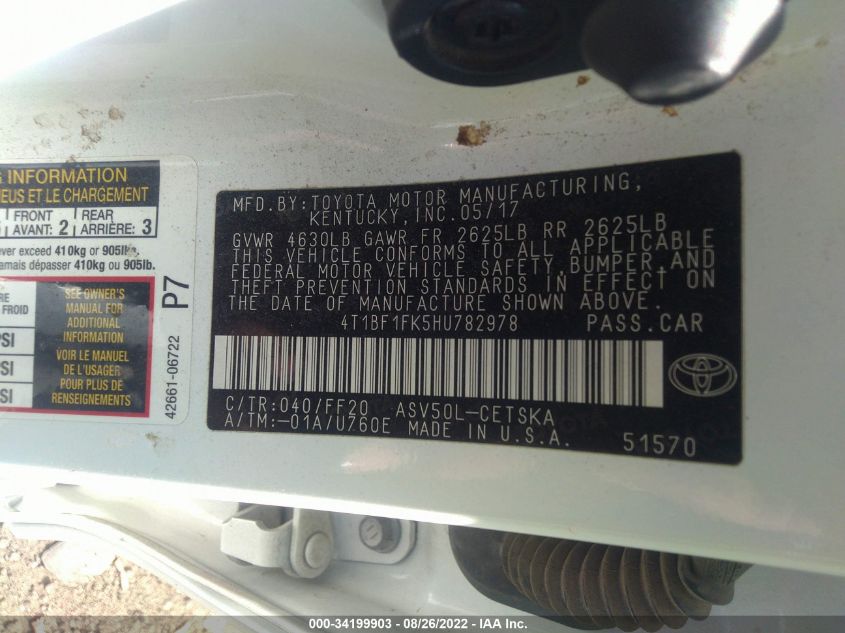 G INFORMATION
EUS ET LE CHARGEMENT
FRONT REAR
AVANT: 2 ARRIÈRE: 3
ver exceed 410kg or 905lb.
amais dépasser 410kg ou 905lb.
RE
FROID
PSI
PSI
SEE OWNER'S
MANUAL FOR
ADDITIONAL
INFORMATION
VOIR LE MANUEL
DE L'USAGER
POUR PLUS DE
RENSEIGNEMENTS
42661-06722 P7
MFD. BY: TOYOTA MOTOR MANUFACTURING,
KENTUCKY, INC. 05/17
GVWR 4630LB GAWR FR 2625LB RR 2625LB
THIS VEHICLE CONFORMS TO ALL APPLICABLE
FEDERAL MOTOR VEHICLE SAFETY, BUMPER, AND
THEFT PREVENTION STANDARDS IN EFFECT ON
THE DATE OF MANUFACTURE SHOWN ABOVE.
4T1BF1FK5HU782978 PASS.CAR
C/TR: 040/FF20 ASV50L-CETSKA
A/TM: -01A/U760E MADE IN U.S.A. 51570
000-34199903 - 08/26/2022 - IAA Inc.